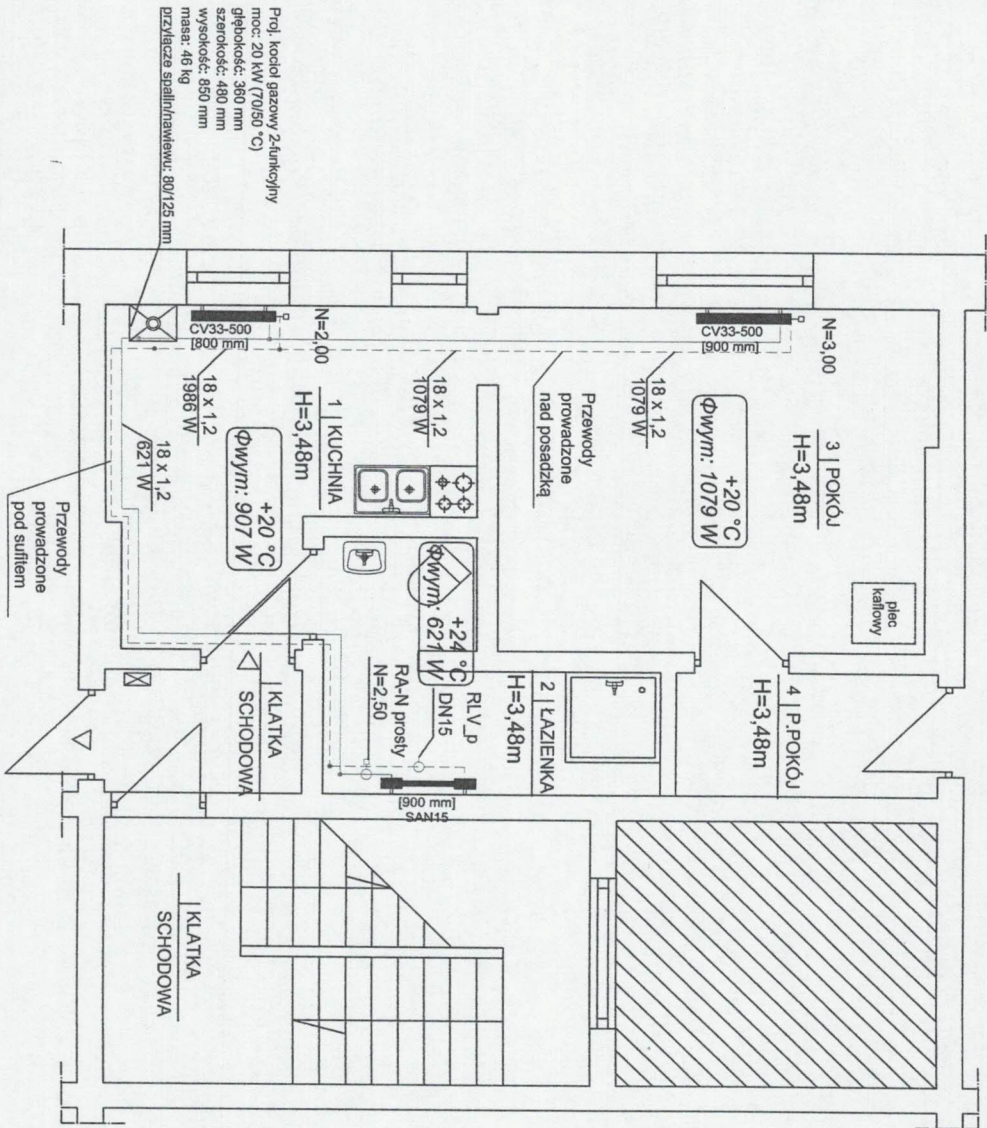 Proj. kocioł gazowy 2-funkcyjny
moc: 20 kW (70/50 °C)
głębokość: 360 mm
szerokość: 480 mm
wysokość: 850 mm
masa: 46 kg
przyłącze spalin/nawiewu: 80/125 mm
CV33-500
[800 mm]
N=2,00
18 x 1,2
1986 W
18 x 1,2
621 W
Przewody
prowadzone
pod sufitem
1 | KUCHNIA
H=3,48m
+20 °C
Φwym: 907 W
18 x 1,2
1079 W
Przewody
prowadzone
nad posadzką
18 x 1,2
1079 W
CV33-500
[900 mm]
N=3,00
3 | POKÓJ
H=3,48m
+20 °C
Φwym: 1079 W
piec
kaflowy
4 | P.POKÓJ
H=3,48m
2 | ŁAZIENKA
H=3,48m
+24 °C
Φwym: 621 W
RLV_p
DN15
RA-N prosty
N=2,50
[900 mm]
SAN15
KLATKA
SCHODOWA
KLATKA
SCHODOWA